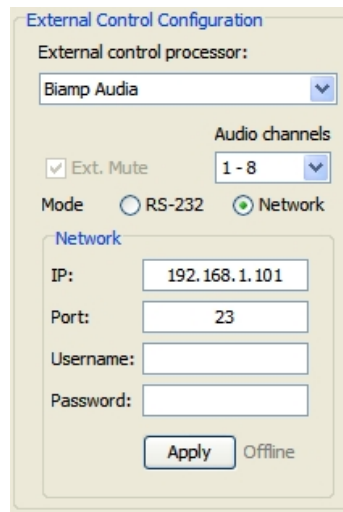 External Control Configuration
External control processor:
Biamp Audia
Audio channels
Ext. Mute
1 - 8
Mode RS-232 Network
Network
IP: 192.168.1.101
Port: 23
Username:
Password:
Apply Offline